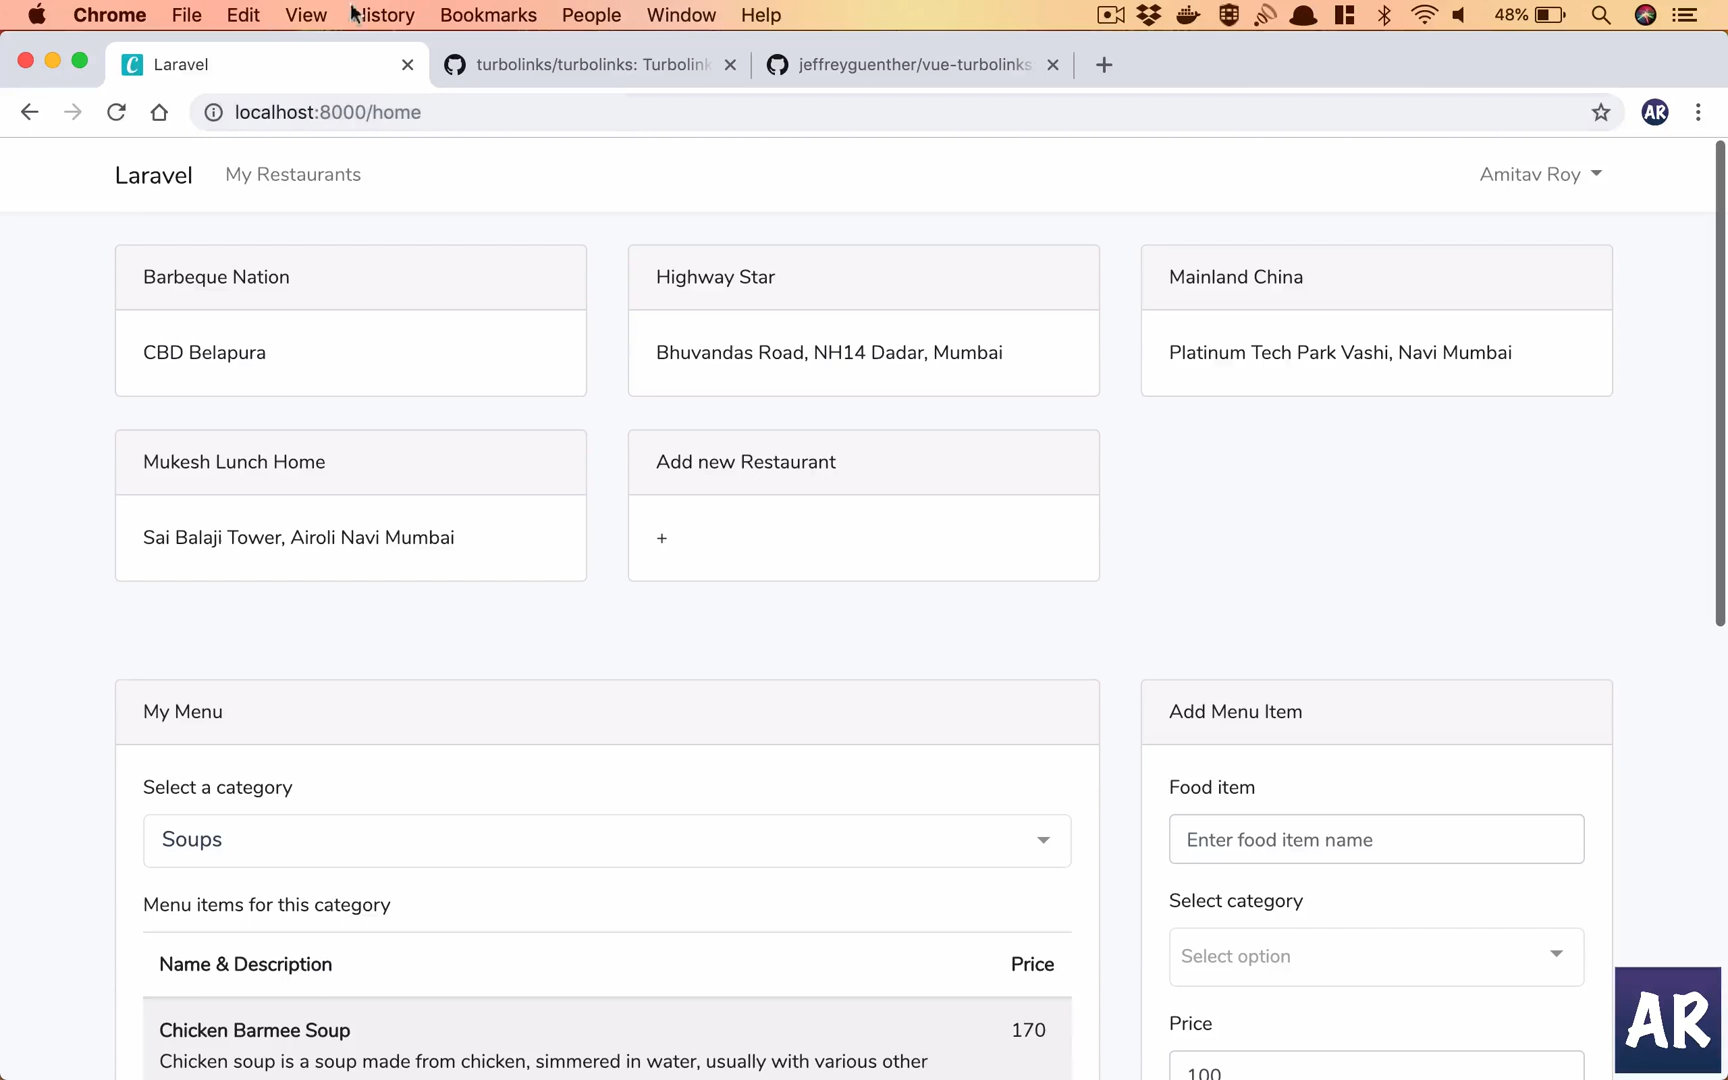 Chrome File Edit View History Bookmarks People Window Help 48%
Laravel turbolinks/turbolinks: Turbolink jeffreyguenther/vue-turbolinks
localhost:8000/home AR
Laravel My Restaurants Amitav Roy
Barbeque Nation Highway Star Mainland China
CBD Belapura Bhuvandas Road, NH14 Dadar, Mumbai Platinum Tech Park Vashi, Navi Mumbai
Mukesh Lunch Home Add new Restaurant
Sai Balaji Tower, Airoli Navi Mumbai +
My Menu Add Menu Item
Select a category Food item
Soups Enter food item name
Menu items for this category Select category
Name & Description Price Select option
Chicken Barmee Soup 170 Price
Chicken soup is a soup made from chicken, simmered in water, usually with various other 100
AR